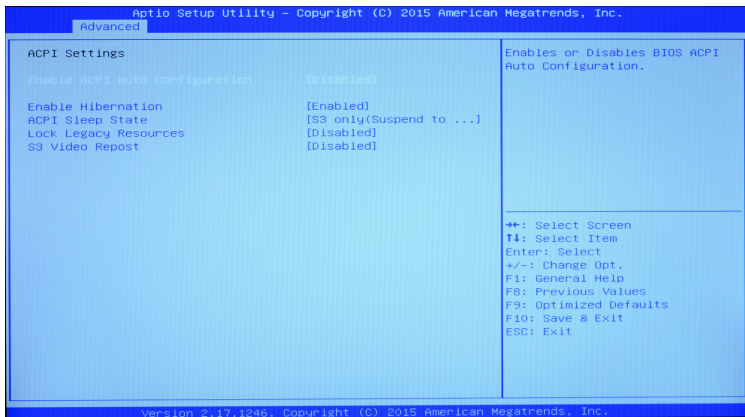 Aptio Setup Utility – Copyright (C) 2015 American Megatrends, Inc.
Advanced
ACPI Settings
Enable ACPI Auto Configuration [Disabled]
Enable Hibernation [Enabled]
ACPI Sleep State [S3 only(Suspend to ...]
Lock Legacy Resources [Disabled]
S3 Video Repost [Disabled]
Enables or Disables BIOS ACPI
Auto Configuration.
→←: Select Screen
↑↓: Select Item
Enter: Select
+/-: Change Opt.
F1: General Help
F8: Previous Values
F9: Optimized Defaults
F10: Save & Exit
ESC: Exit
Version 2.17.1246. Copyright (C) 2015 American Megatrends, Inc.